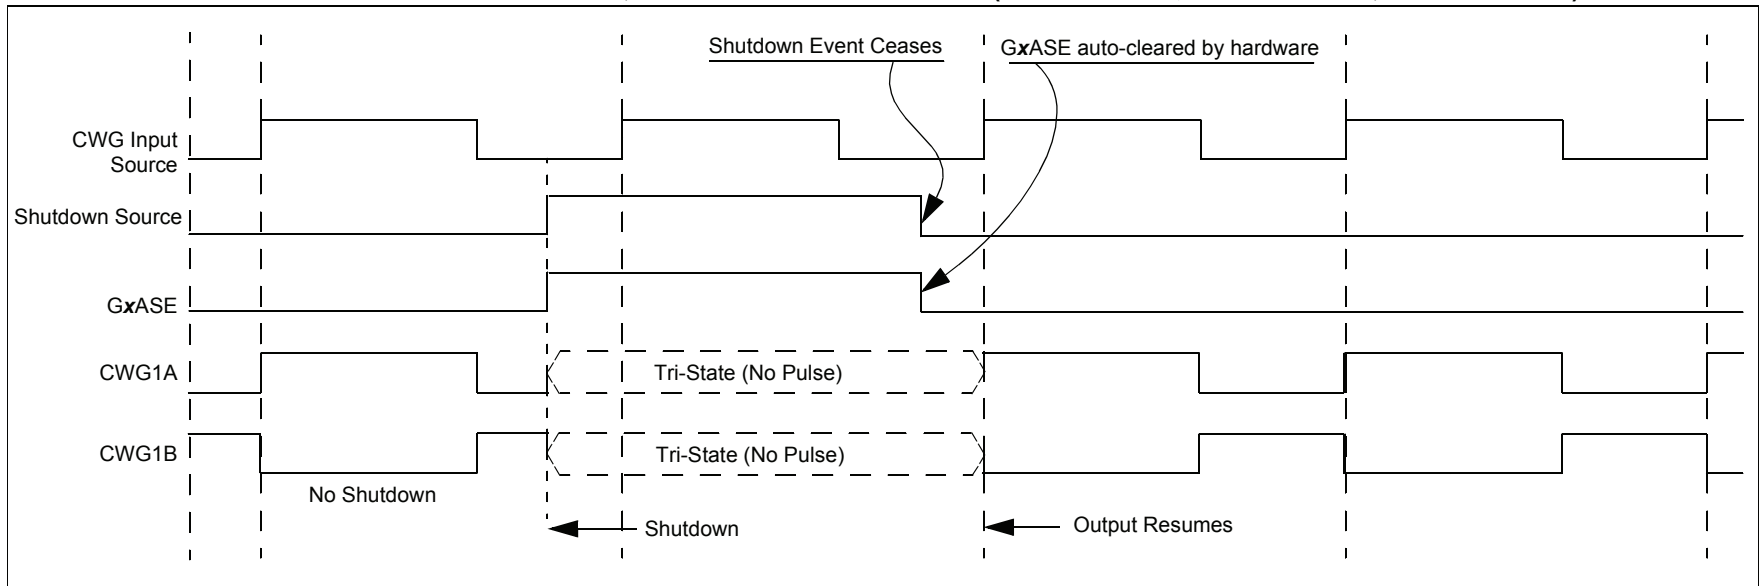 Shutdown Event Ceases
GxASE auto-cleared by hardware
CWG Input
Source
Shutdown Source
GxASE
CWG1A
Tri-State (No Pulse)
CWG1B
Tri-State (No Pulse)
No Shutdown
Shutdown
Output Resumes